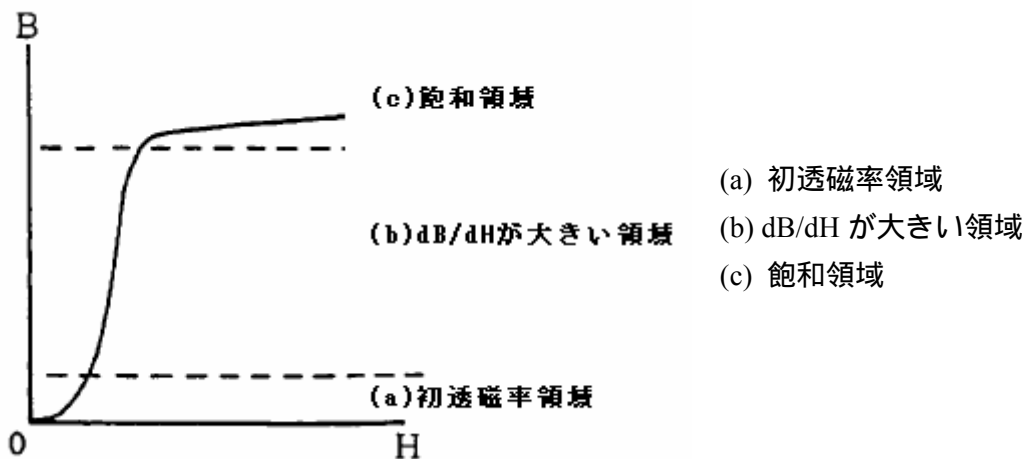 B
(c)飽和領域
(b)dB/dHが大きい領域
(a)初透磁率領域
0
H
(a) 初透磁率領域
(b) dB/dH が大きい領域
(c) 飽和領域